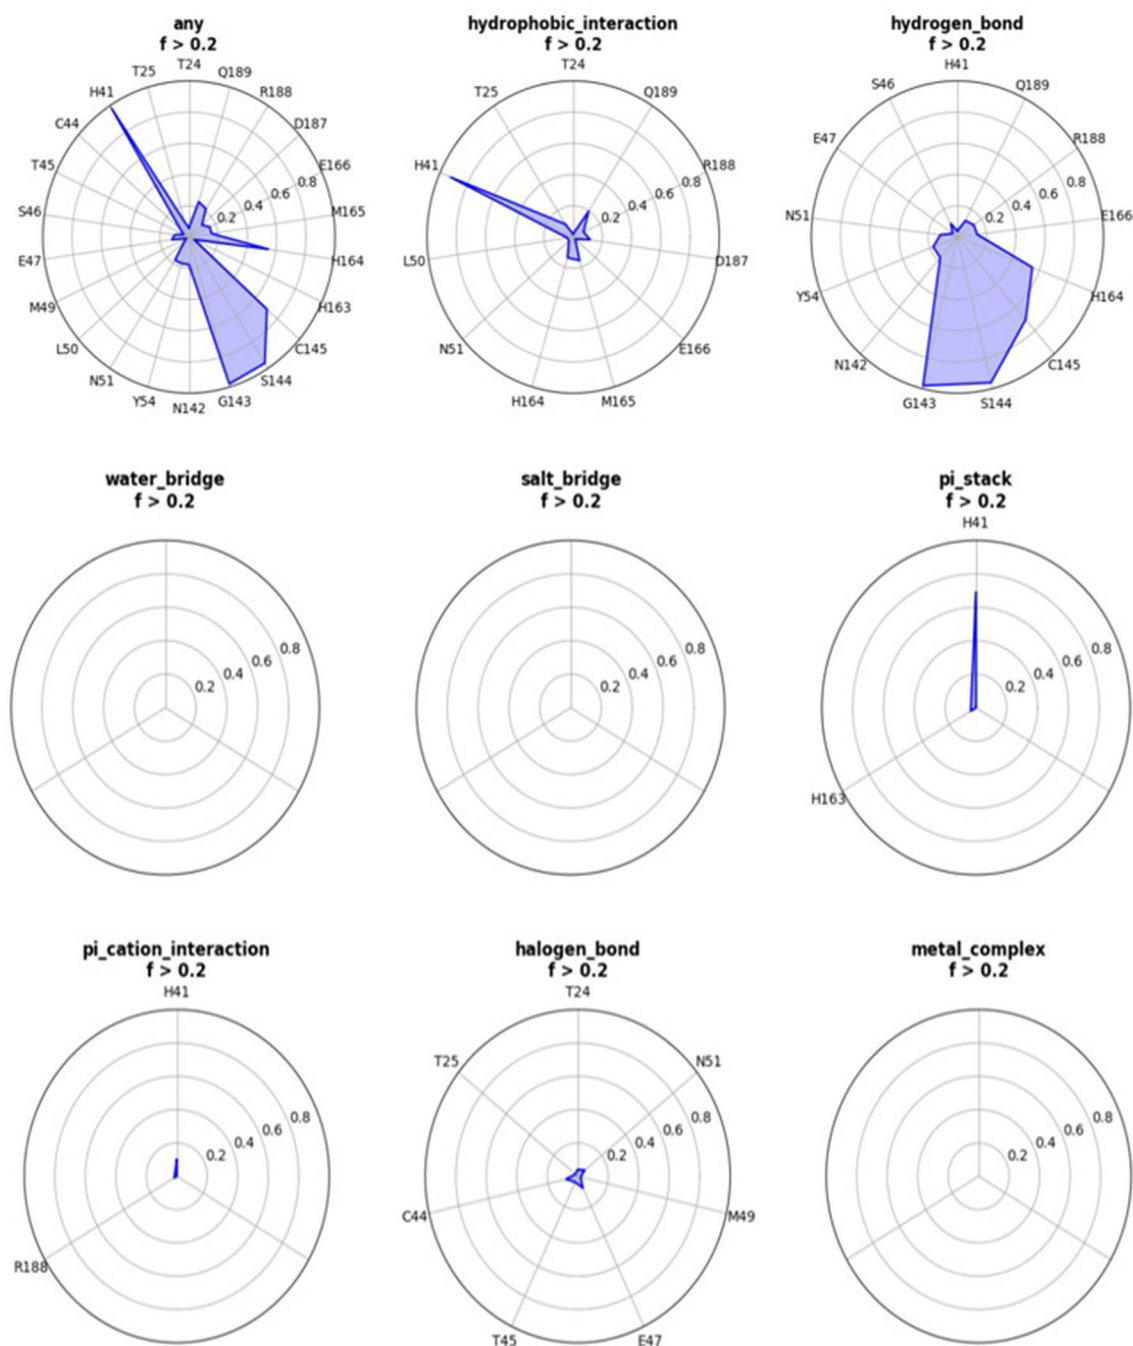 any
f > 0.2
T24
T25
Q189
H41
R188
C44
D187
T45
E166
S46
M165
E47
H164
M49
H163
L50
C145
N51
S144
Y54
G143
N142
0.2
0.4
0.6
0.8
hydrophobic_interaction
f > 0.2
T24
T25
Q189
H41
R188
L50
D187
N51
E166
H164
M165
0.2
0.4
0.6
0.8
hydrogen_bond
f > 0.2
H41
S46
Q189
E47
R188
N51
E166
Y54
H164
N142
C145
G143
S144
0.2
0.4
0.6
0.8
water_bridge
f > 0.2
0.2
0.4
0.6
0.8
salt_bridge
f > 0.2
0.2
0.4
0.6
0.8
pi_stack
f > 0.2
H41
0.2
0.4
0.6
0.8
H163
pi_cation_interaction
f > 0.2
H41
0.2
0.4
0.6
0.8
R188
halogen_bond
f > 0.2
T24
T25
N51
0.2
0.4
0.6
0.8
C44
M49
T45
E47
metal_complex
f > 0.2
0.2
0.4
0.6
0.8